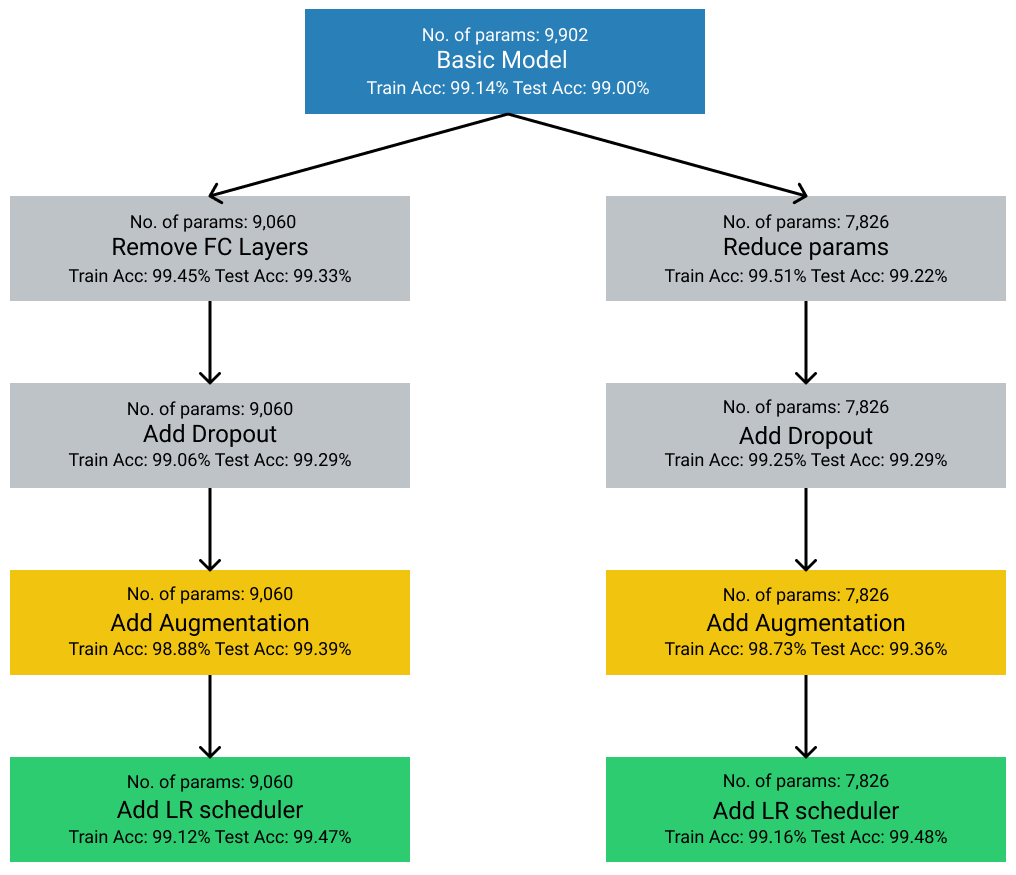 No. of params: 9,902
Basic Model
Train Acc: 99.14% Test Acc: 99.00%
No. of params: 9,060
Remove FC Layers
Train Acc: 99.45% Test Acc: 99.33%
No. of params: 7,826
Reduce params
Train Acc: 99.51% Test Acc: 99.22%
No. of params: 9,060
Add Dropout
Train Acc: 99.06% Test Acc: 99.29%
No. of params: 7,826
Add Dropout
Train Acc: 99.25% Test Acc: 99.29%
No. of params: 9,060
Add Augmentation
Train Acc: 98.88% Test Acc: 99.39%
No. of params: 7,826
Add Augmentation
Train Acc: 98.73% Test Acc: 99.36%
No. of params: 9,060
Add LR scheduler
Train Acc: 99.12% Test Acc: 99.47%
No. of params: 7,826
Add LR scheduler
Train Acc: 99.16% Test Acc: 99.48%